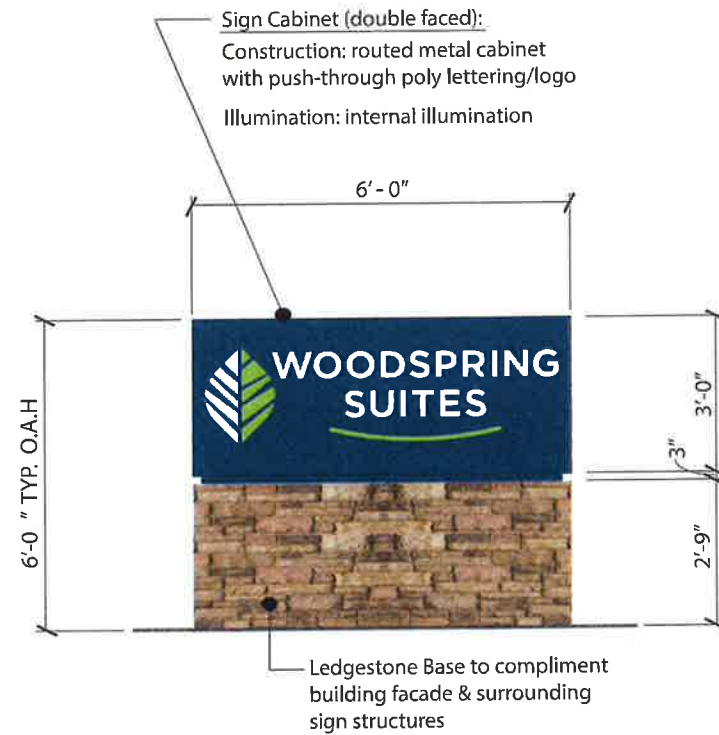 Sign Cabinet (double faced):
Construction: routed metal cabinet
with push-through poly lettering/logo
Illumination: internal illumination
6'-0"
WOODSPRING
SUITES
6'-0 " TYP. O.A.H
3'-0"
3"
2'-9"
Ledgestone Base to compliment
building facade & surrounding
sign structures